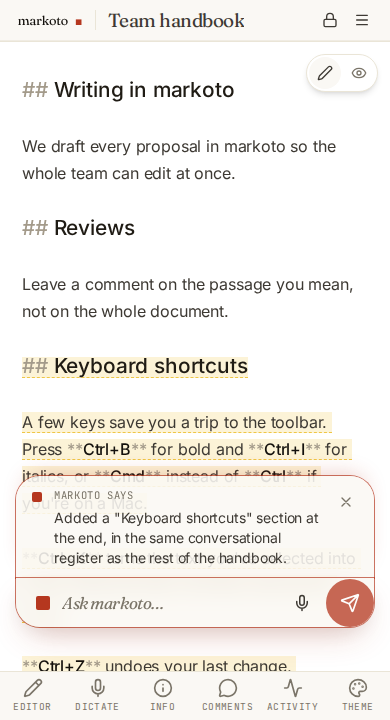 markoto Team handbook
## Writing in markoto
We draft every proposal in markoto so the
whole team can edit at once.
## Reviews
Leave a comment on the passage you mean,
not on the whole document.
## Keyboard shortcuts
A few keys save you a trip to the toolbar.
Press **Ctrl+B** for bold and **Ctrl+I** for
italics, or **Cmd** instead of **Ctrl** if
you're on a Mac.
MARKOTO SAYS
Added a "Keyboard shortcuts" section at
the end, in the same conversational
register as the rest of the handbook.
Ask markoto...
**Ctrl+Z** undoes your last change.
EDITOR DICTATE INFO COMMENTS ACTIVITY THEME